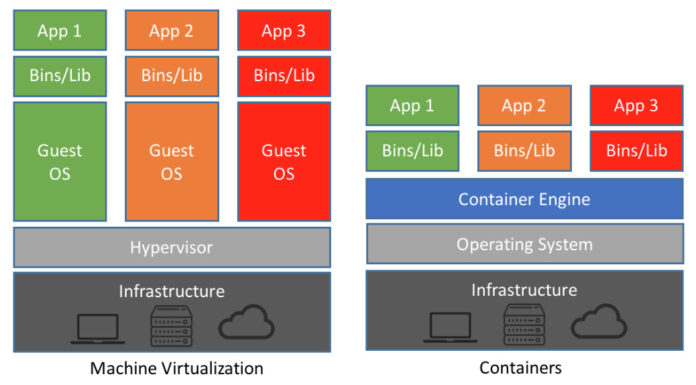 App 1
App 2
App 3
Bins/Lib
Bins/Lib
Bins/Lib
Guest
OS
Guest
OS
Guest
OS
Hypervisor
Infrastructure
Machine Virtualization
App 1
App 2
App 3
Bins/Lib
Bins/Lib
Bins/Lib
Container Engine
Operating System
Infrastructure
Containers